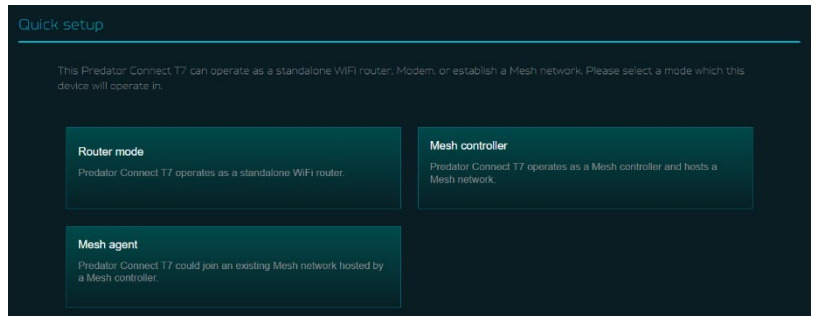 Quick setup
This Predator Connect T7 can operate as a standalone WiFi router, Modem, or establish a Mesh network. Please select a mode which this
device will operate in.
Router mode
Predator Connect T7 operates as a standalone WiFi router.
Mesh controller
Predator Connect T7 operates as a Mesh controller and hosts a
Mesh network.
Mesh agent
Predator Connect T7 could join an existing Mesh network hosted by
a Mesh controller.